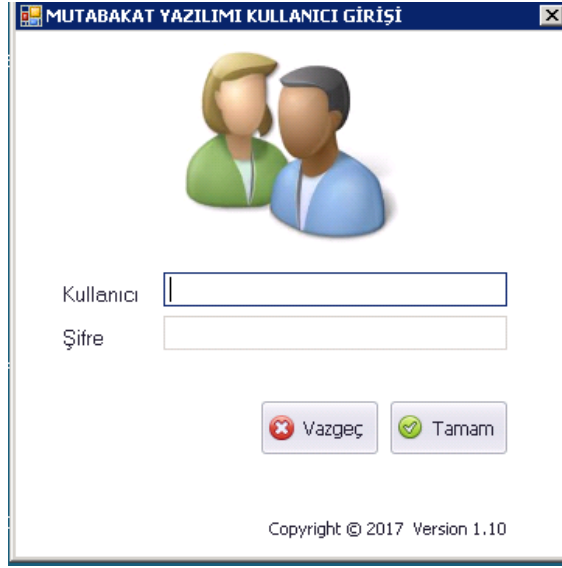 MUTABAKAT YAZILIMI KULLANICI GİRİŞİ
Kullanıcı
Şifre
Vazgeç
Tamam
Copyright © 2017 Version 1.10